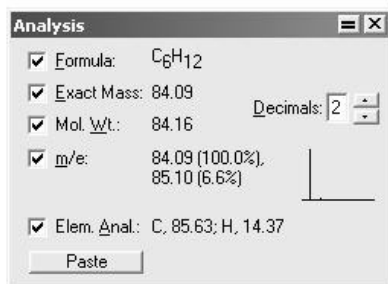 Analysis
Formula: C6H12
Exact Mass: 84.09
Decimals: 2
Mol. Wt.: 84.16
m/e: 84.09 (100.0%),
85.10 (6.6%)
Elem. Anal.: C, 85.63; H, 14.37
Paste